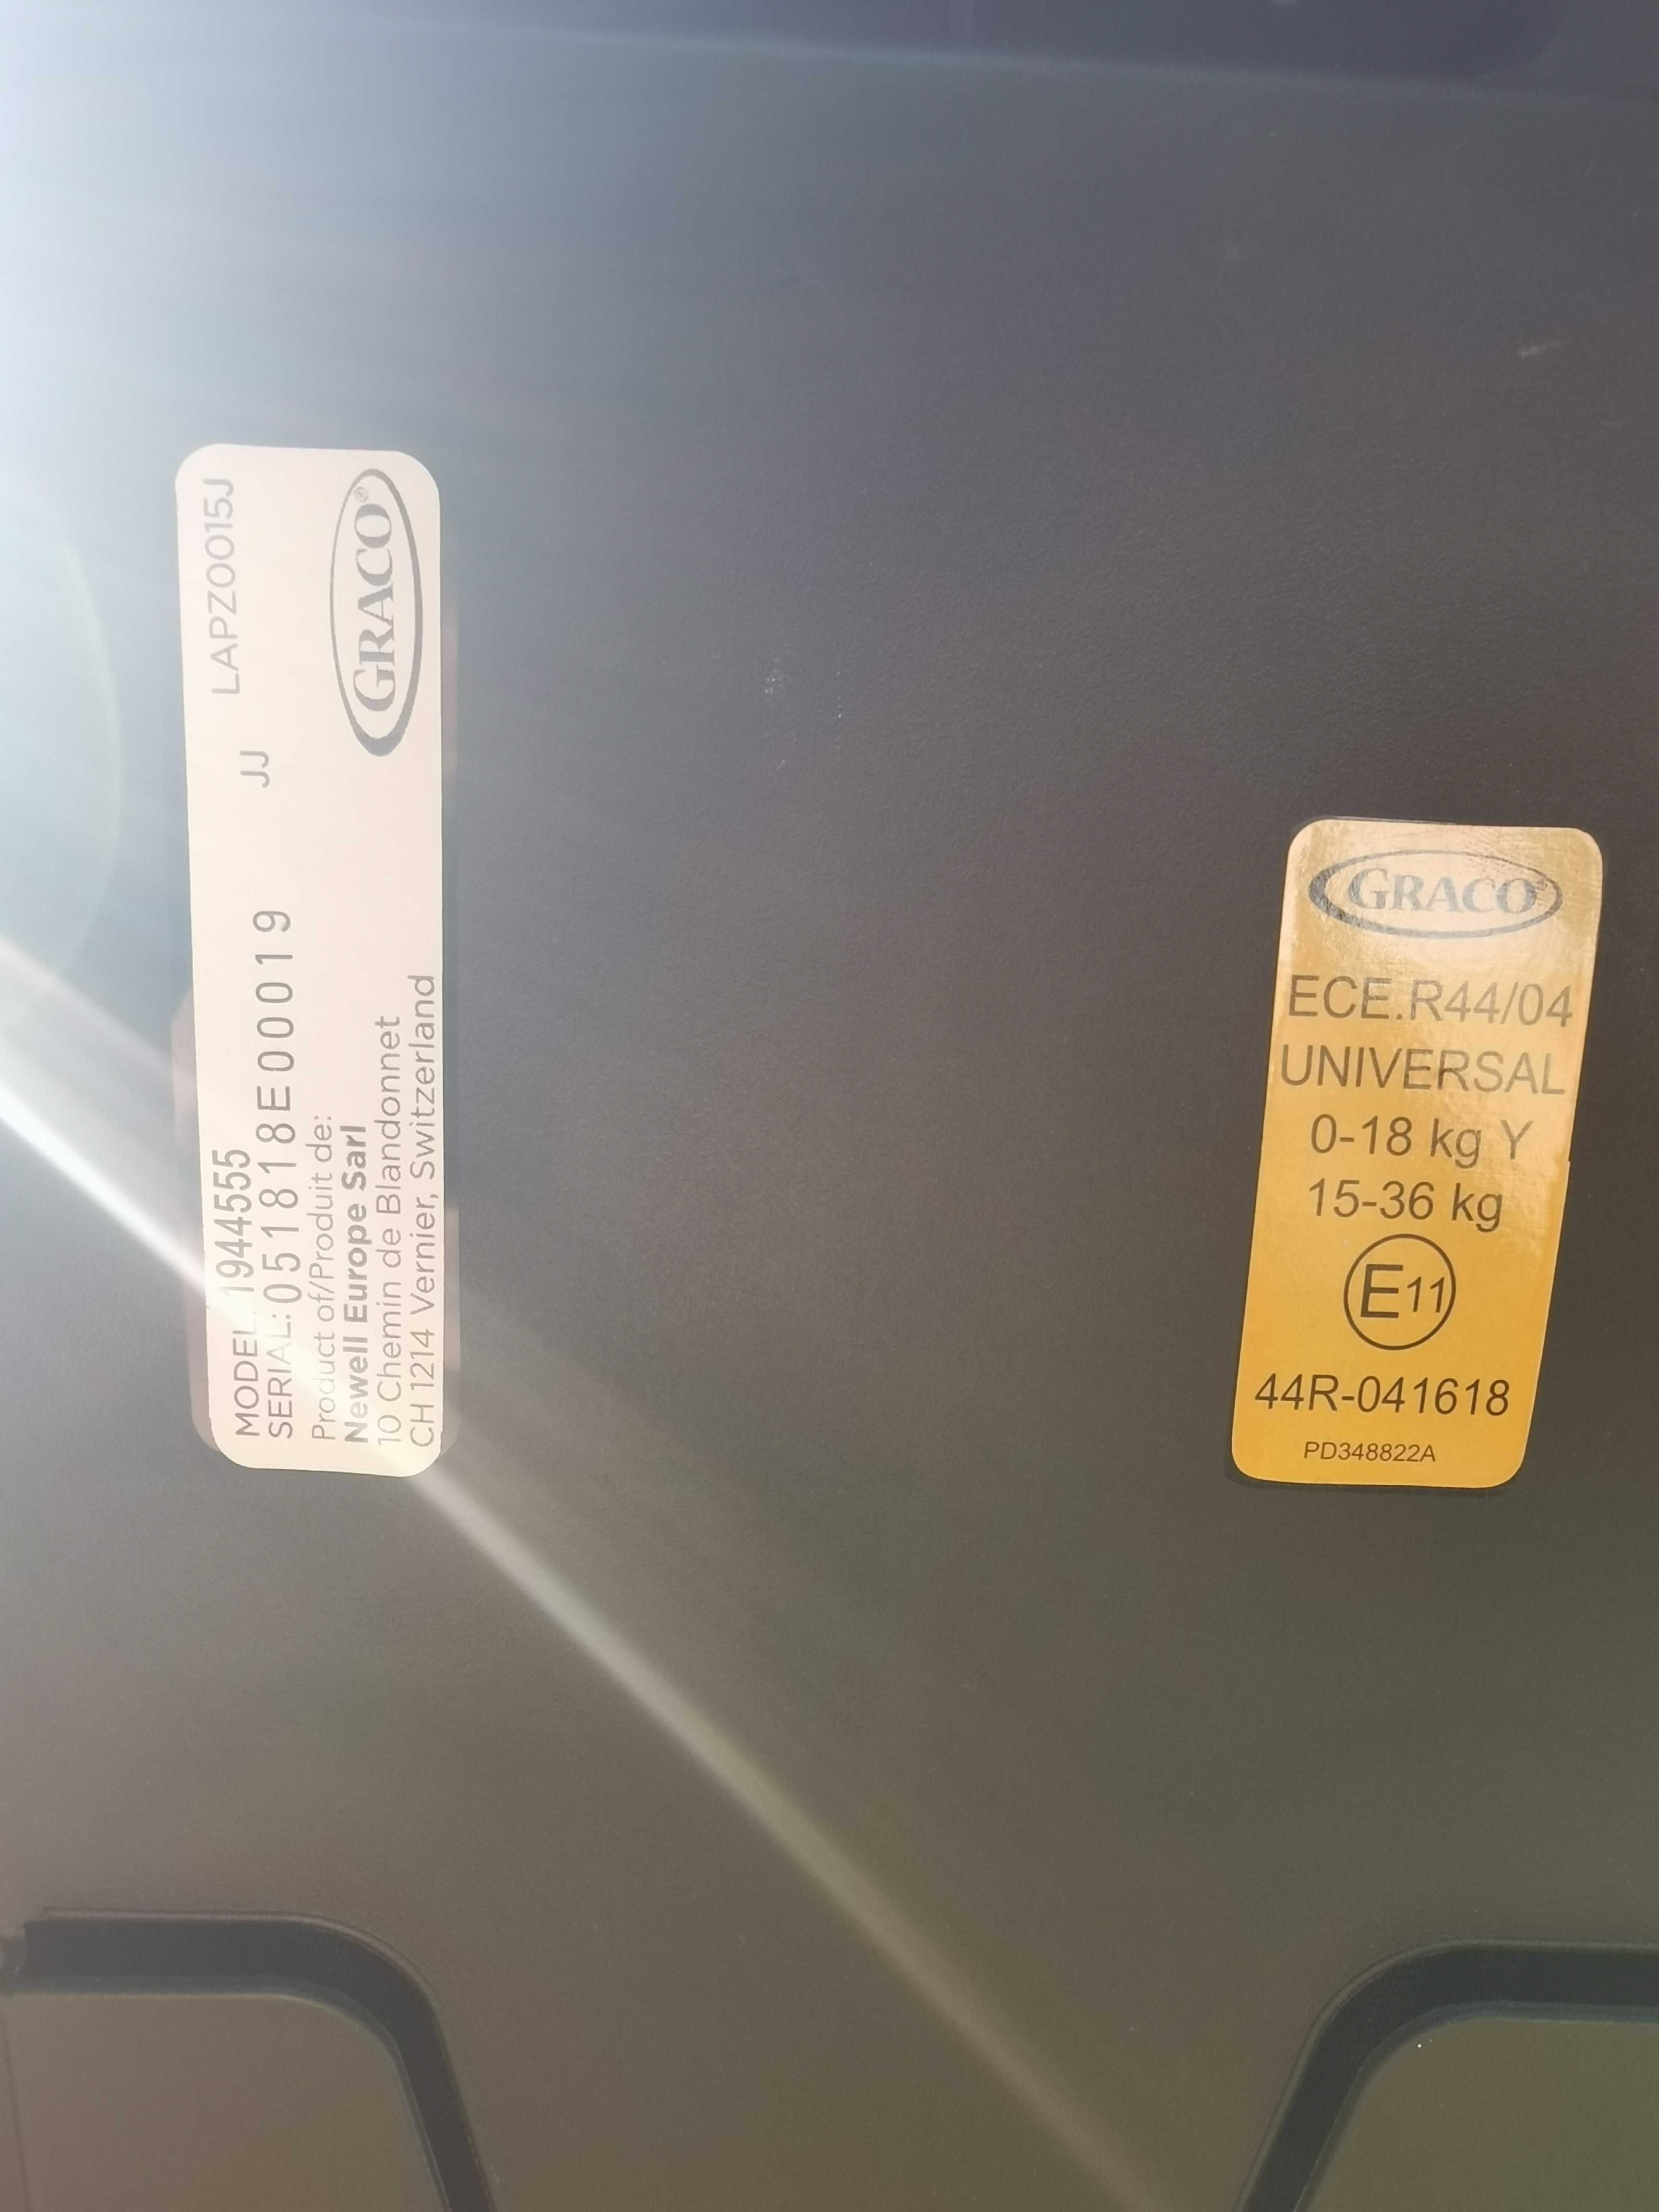 MODEL: 1944555 LAPZ0015J
SERIAL: 051818E00019 JJ
Product of/Produit de:
Newell Europe Sarl
10 Chemin de Blandonnet
CH 1214 Vernier, Switzerland
GRACO®
GRACO®
ECE.R44/04
UNIVERSAL
0-18 kg Y
15-36 kg
E11
44R-041618
PD348822A